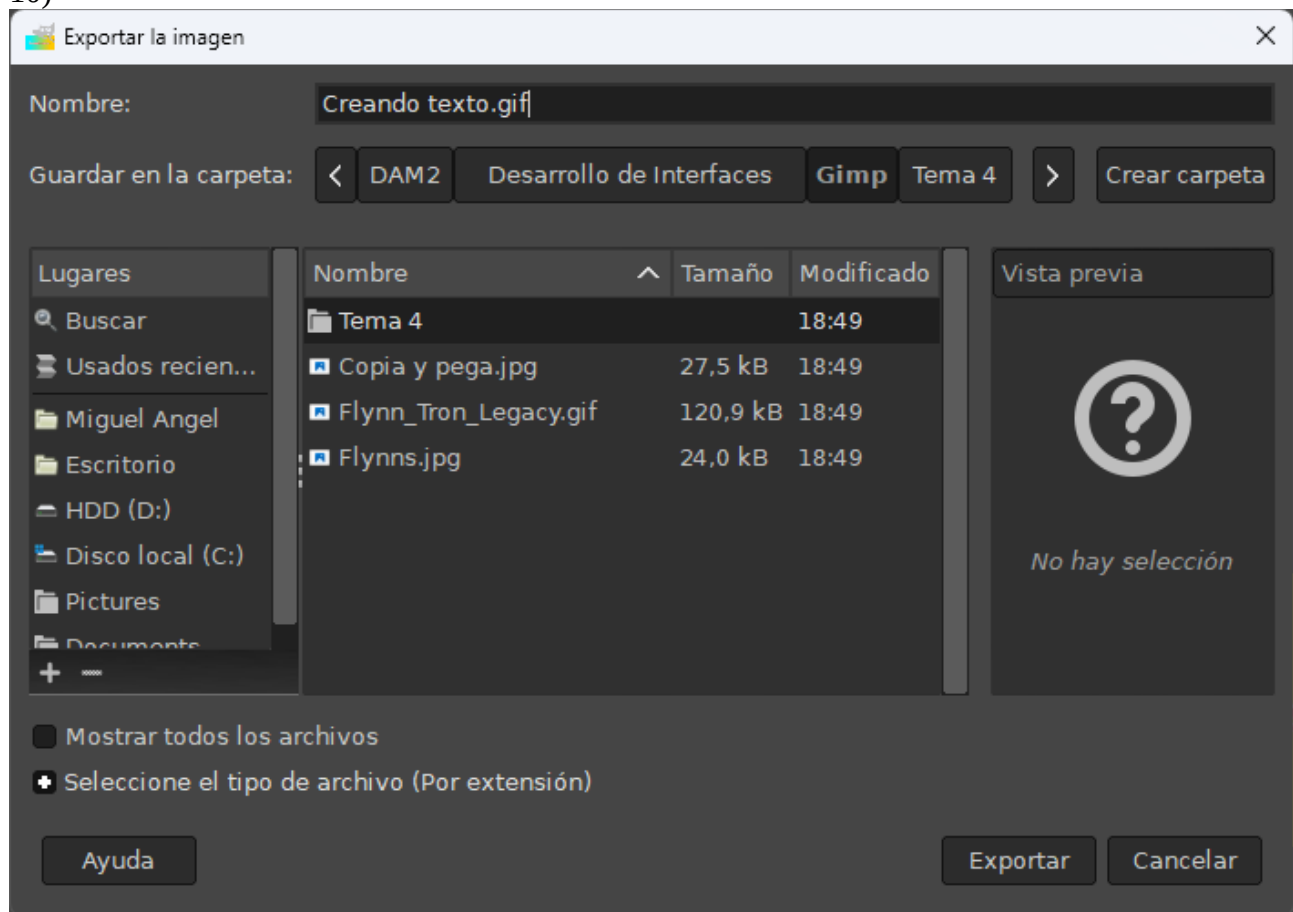 10)
Exportar la imagen
Nombre: Creando texto.gif
Guardar en la carpeta: DAM2 Desarrollo de Interfaces Gimp Tema 4 Crear carpeta
Lugares Nombre Tamaño Modificado Vista previa
Buscar Tema 4 18:49
Usados recien... Copia y pega.jpg 27,5 kB 18:49
Miguel Angel Flynn_Tron_Legacy.gif 120,9 kB 18:49
Escritorio Flynns.jpg 24,0 kB 18:49
HDD (D:)
Disco local (C:) No hay selección
Pictures
Documents
Mostrar todos los archivos
Seleccione el tipo de archivo (Por extensión)
Ayuda Exportar Cancelar